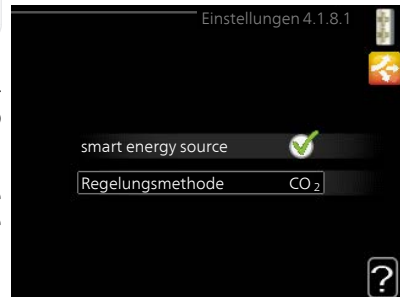 Einstellungen 4.1.8.1
smart energy source
Regelungsmethode CO₂
?